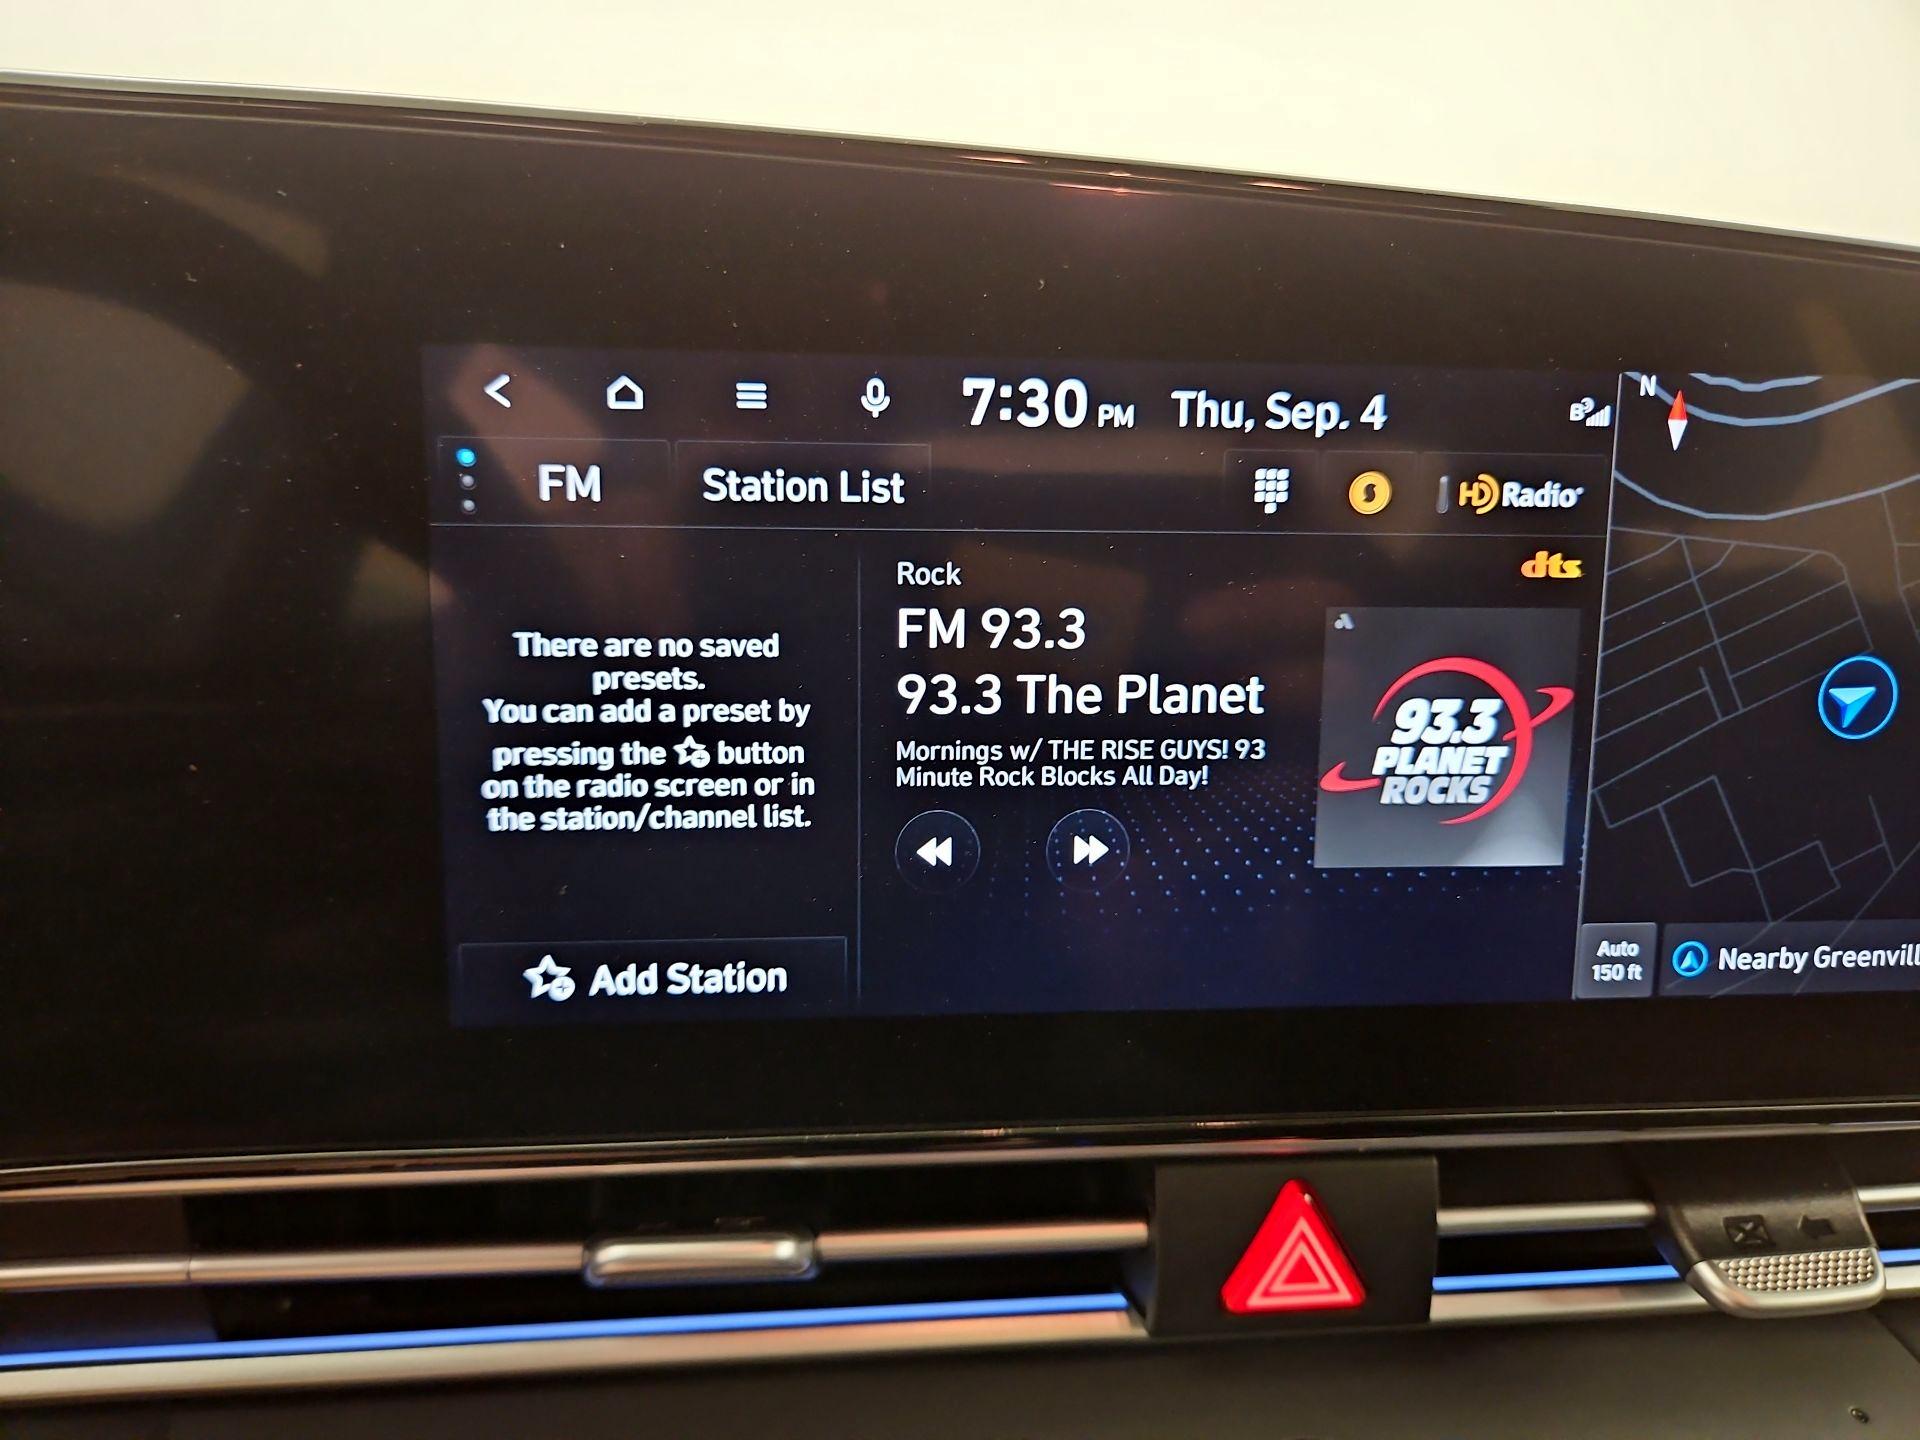 7:30 PM Thu, Sep. 4
N
FM
Station List
HD Radio
Rock
dts
FM 93.3
93.3 The Planet
Mornings w/ THE RISE GUYS! 93
Minute Rock Blocks All Day!
93.3
PLANET
ROCKS
There are no saved
presets.
You can add a preset by
pressing the button
on the radio screen or in
the station/channel list.
Add Station
Auto
150 ft
Nearby Greenvill